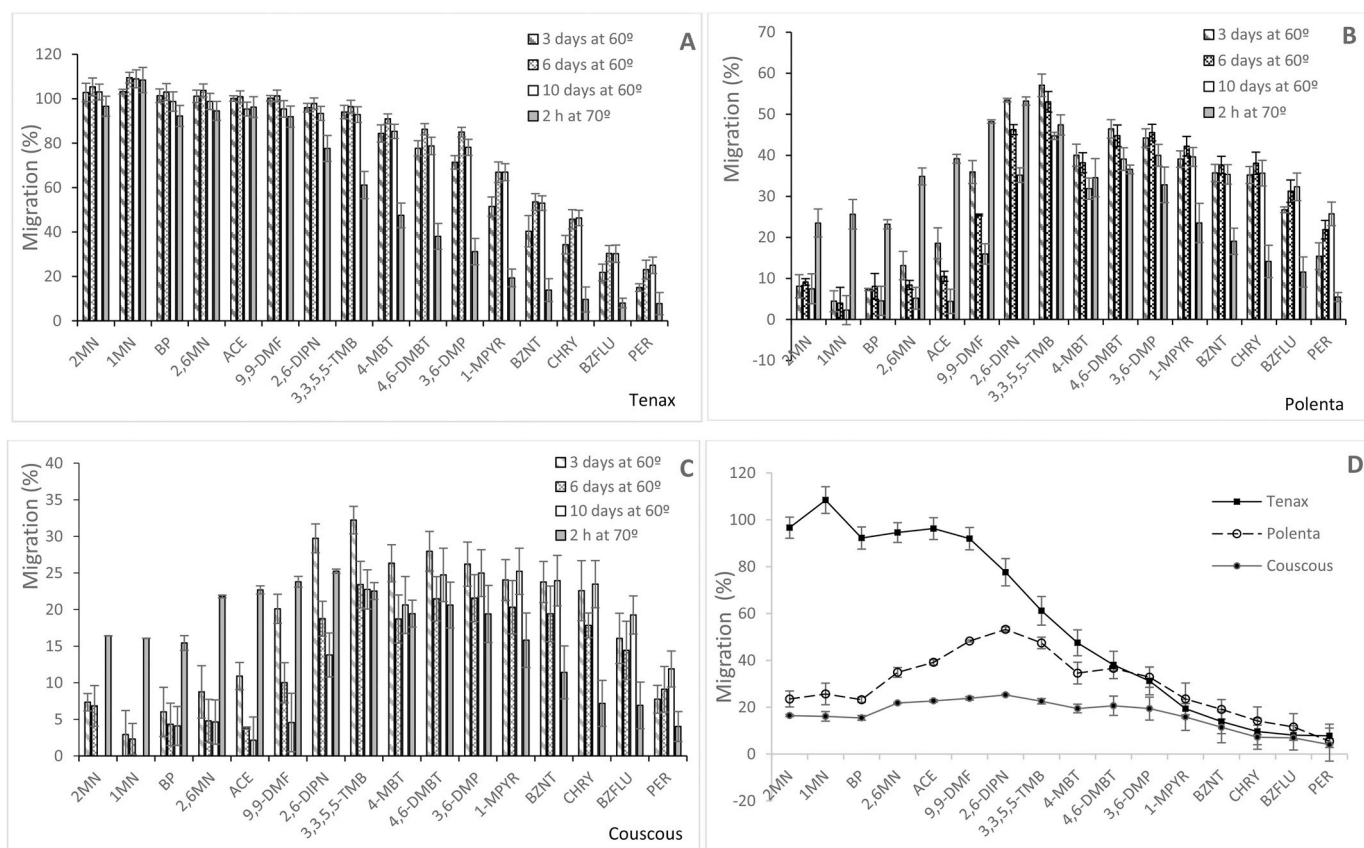 A
Migration (%)
120
100
80
60
40
20
0
3 days at 60º
6 days at 60º
10 days at 60º
2 h at 70º
2MN
1MN
BP
2,6MN
ACE
9,9-DMF
2,6-DIPN
3,3,5,5-TMB
4-MBT
4,6-DMBT
3,6-DMP
1-MPYR
BZNT
CHRY
BZFLU
PER
Tenax
B
Migration (%)
70
60
50
40
30
20
10
0
-10
3 days at 60º
6 days at 60º
10 days at 60º
2 h at 70º
2MN
1MN
BP
2,6MN
ACE
9,9-DMF
2,6-DIPN
3,3,5,5-TMB
4-MBT
4,6-DMBT
3,6-DMP
1-MPYR
BZNT
CHRY
BZFLU
PER
Polenta
C
Migration (%)
40
35
30
25
20
15
10
5
0
3 days at 60º
6 days at 60º
10 days at 60º
2 h at 70º
2MN
1MN
BP
2,6MN
ACE
9,9-DMF
2,6-DIPN
3,3,5,5-TMB
4-MBT
4,6-DMBT
3,6-DMP
1-MPYR
BZNT
CHRY
BZFLU
PER
Couscous
D
Migration (%)
120
100
80
60
40
20
0
-20
Tenax
Polenta
Couscous
2MN
1MN
BP
2,6MN
ACE
9,9-DMF
2,6-DIPN
3,3,5,5-TMB
4-MBT
4,6-DMBT
3,6-DMP
1-MPYR
BZNT
CHRY
BZFLU
PER